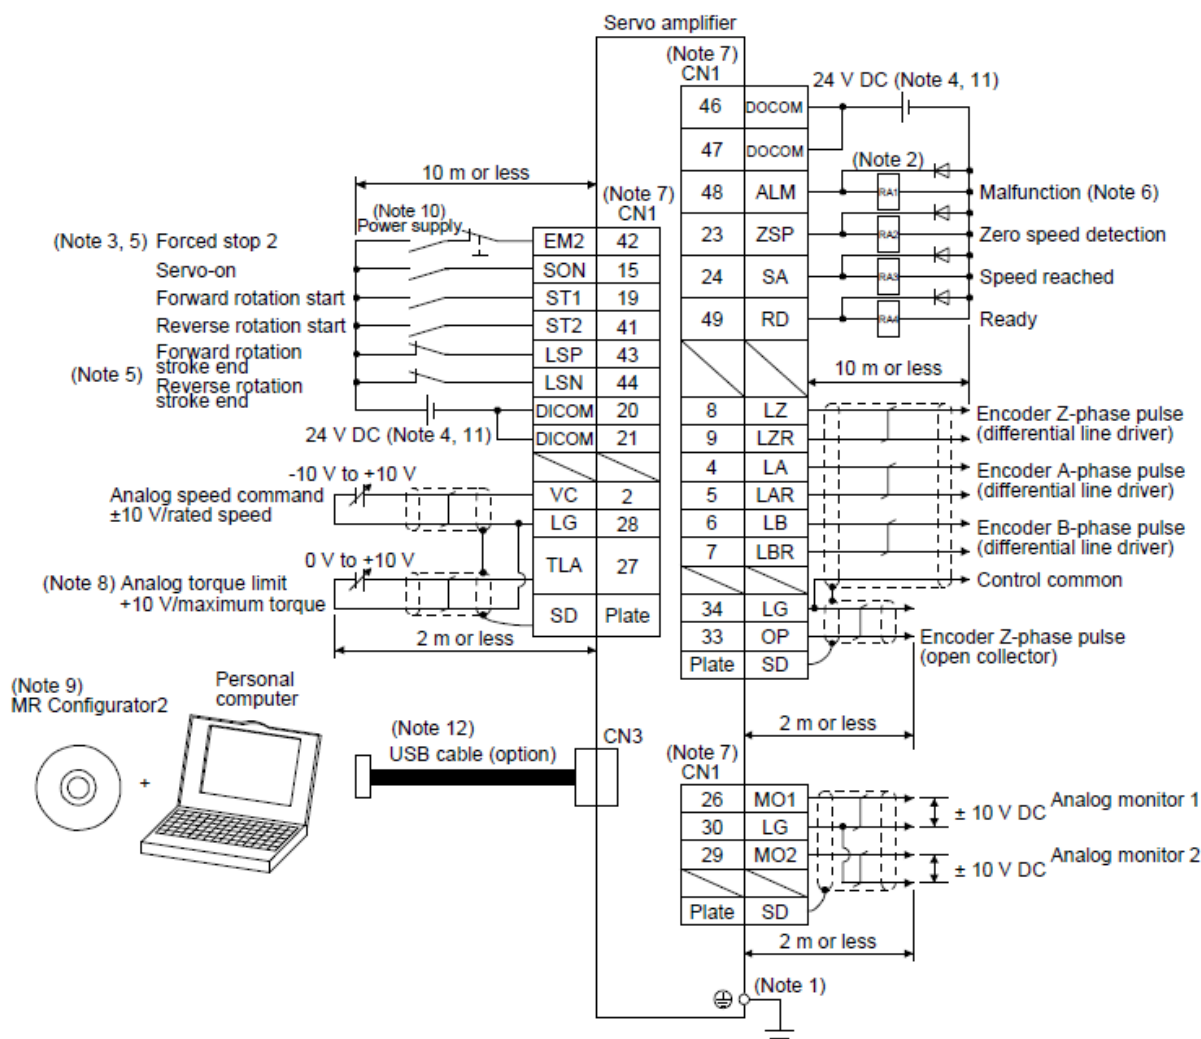 Servo amplifier
(Note 7)
CN1
24 V DC (Note 4, 11)
46 DOCOM
47 DOCOM
(Note 2)
48 ALM RA1 Malfunction (Note 6)
23 ZSP RA2 Zero speed detection
24 SA RA3 Speed reached
49 RD RA4 Ready
10 m or less
8 LZ Encoder Z-phase pulse
9 LZR (differential line driver)
4 LA Encoder A-phase pulse
5 LAR (differential line driver)
6 LB Encoder B-phase pulse
7 LBR (differential line driver)
Control common
34 LG
33 OP Encoder Z-phase pulse
(open collector)
Plate SD
2 m or less
10 m or less
(Note 7)
CN1
(Note 10)
Power supply
(Note 3, 5) Forced stop 2 EM2 42
Servo-on SON 15
Forward rotation start ST1 19
Reverse rotation start ST2 41
Forward rotation
stroke end LSP 43
(Note 5) Reverse rotation
stroke end LSN 44
DICOM 20
24 V DC (Note 4, 11) DICOM 21
-10 V to +10 V
Analog speed command VC 2
±10 V/rated speed LG 28
0 V to +10 V
(Note 8) Analog torque limit TLA 27
+10 V/maximum torque SD Plate
2 m or less
(Note 9)
MR Configurator2
Personal
computer
+
(Note 12)
USB cable (option)
CN3
(Note 7)
CN1
26 MO1 ± 10 V DC Analog monitor 1
30 LG
29 MO2 ± 10 V DC Analog monitor 2
Plate SD
2 m or less
(Note 1)